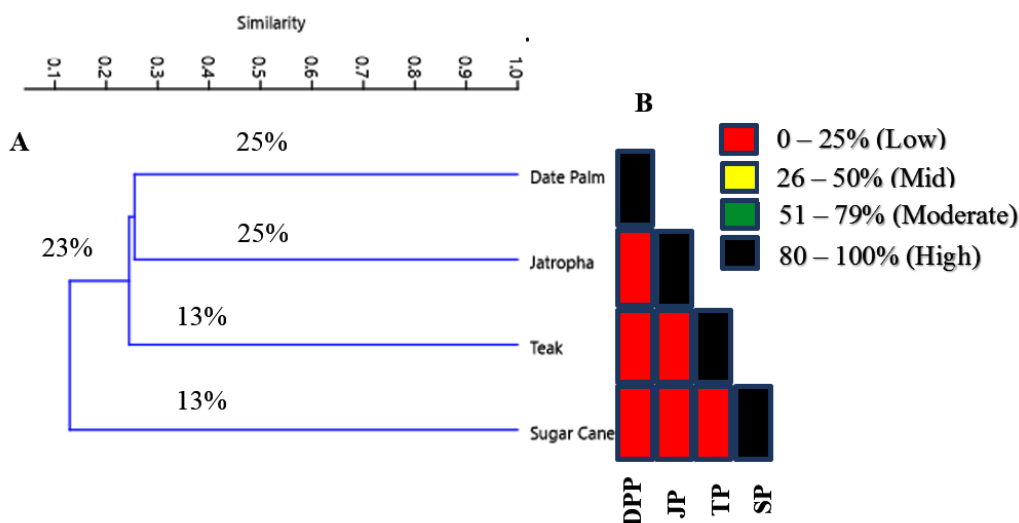 Similarity
0.1 0.2 0.3 0.4 0.5 0.6 0.7 0.8 0.9 1.0
A
B
25%
Date Palm
25%
Jatropha
23%
13%
Teak
13%
Sugar Cane
0 – 25% (Low)
26 – 50% (Mid)
51 – 79% (Moderate)
80 – 100% (High)
DPP JP TP SP